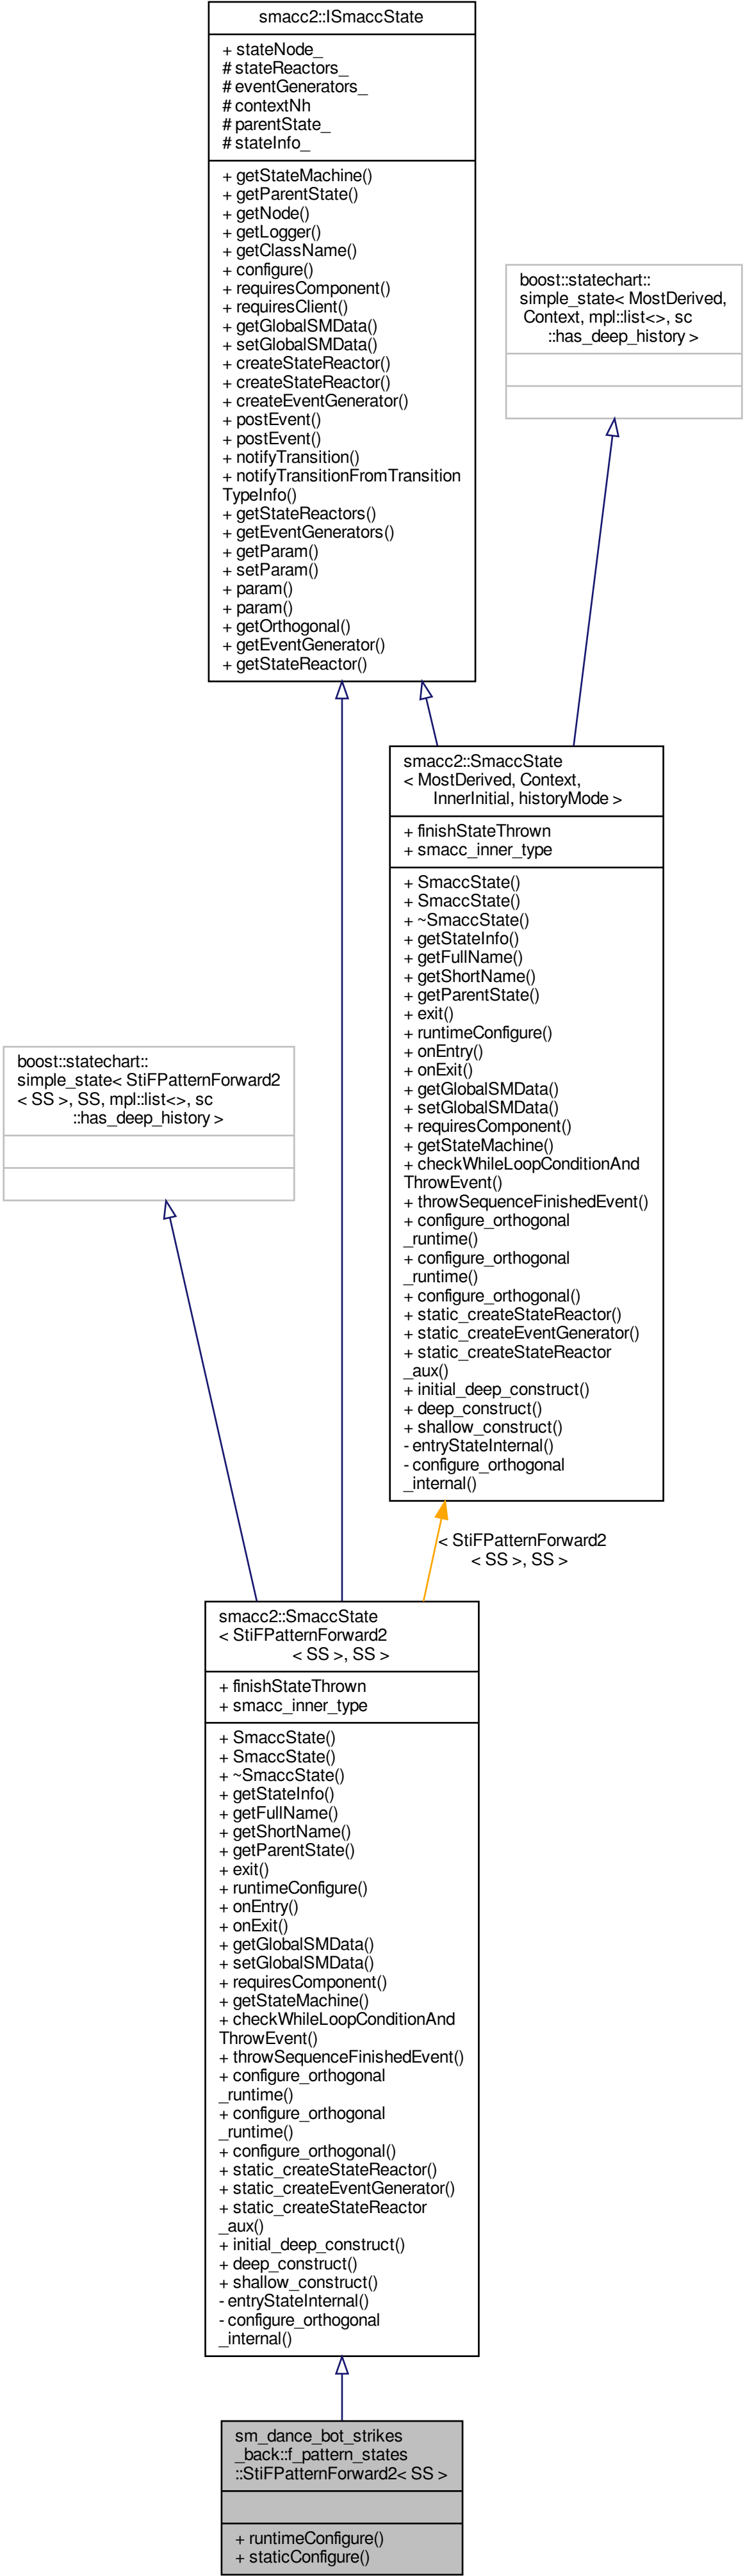 smacc2::ISmaccState
+ stateNode_
# stateReactors_
# eventGenerators_
# contextNh
# parentState_
# stateInfo_
+ getStateMachine()
+ getParentState()
+ getNode()
+ getLogger()
+ getClassName()
+ configure()
+ requiresComponent()
+ requiresClient()
+ getGlobalSMData()
+ setGlobalSMData()
+ createStateReactor()
+ createStateReactor()
+ createEventGenerator()
+ postEvent()
+ postEvent()
+ notifyTransition()
+ notifyTransitionFromTransition
TypeInfo()
+ getStateReactors()
+ getEventGenerators()
+ getParam()
+ setParam()
+ param()
+ param()
+ getOrthogonal()
+ getEventGenerator()
+ getStateReactor()
boost::statechart::
simple_state< MostDerived,
Context, mpl::list<>, sc
::has_deep_history >
smacc2::SmaccState
< MostDerived, Context,
InnerInitial, historyMode >
+ finishStateThrown
+ smacc_inner_type
+ SmaccState()
+ SmaccState()
+ ~SmaccState()
+ getStateInfo()
+ getFullName()
+ getShortName()
+ getParentState()
+ exit()
+ runtimeConfigure()
+ onEntry()
+ onExit()
+ getGlobalSMData()
+ setGlobalSMData()
+ requiresComponent()
+ getStateMachine()
+ checkWhileLoopConditionAnd
ThrowEvent()
+ throwSequenceFinishedEvent()
+ configure_orthogonal
_runtime()
+ configure_orthogonal
_runtime()
+ configure_orthogonal()
+ static_createStateReactor()
+ static_createEventGenerator()
+ static_createStateReactor
_aux()
+ initial_deep_construct()
+ deep_construct()
+ shallow_construct()
- entryStateInternal()
- configure_orthogonal
_internal()
boost::statechart::
simple_state< StiFPatternForward2
< SS >, SS, mpl::list<>, sc
::has_deep_history >
< StiFPatternForward2
< SS >, SS >
smacc2::SmaccState
< StiFPatternForward2
< SS >, SS >
+ finishStateThrown
+ smacc_inner_type
+ SmaccState()
+ SmaccState()
+ ~SmaccState()
+ getStateInfo()
+ getFullName()
+ getShortName()
+ getParentState()
+ exit()
+ runtimeConfigure()
+ onEntry()
+ onExit()
+ getGlobalSMData()
+ setGlobalSMData()
+ requiresComponent()
+ getStateMachine()
+ checkWhileLoopConditionAnd
ThrowEvent()
+ throwSequenceFinishedEvent()
+ configure_orthogonal
_runtime()
+ configure_orthogonal
_runtime()
+ configure_orthogonal()
+ static_createStateReactor()
+ static_createEventGenerator()
+ static_createStateReactor
_aux()
+ initial_deep_construct()
+ deep_construct()
+ shallow_construct()
- entryStateInternal()
- configure_orthogonal
_internal()
sm_dance_bot_strikes
_back::f_pattern_states
::StiFPatternForward2< SS >
+ runtimeConfigure()
+ staticConfigure()